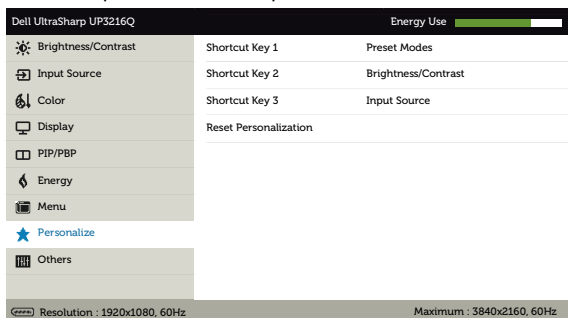 Dell UltraSharp UP3216Q Energy Use
Brightness/Contrast Shortcut Key 1 Preset Modes
Input Source Shortcut Key 2 Brightness/Contrast
Color Shortcut Key 3 Input Source
Display Reset Personalization
PIP/PBP
Energy
Menu
Personalize
Others
Resolution : 1920x1080, 60Hz Maximum : 3840x2160, 60Hz